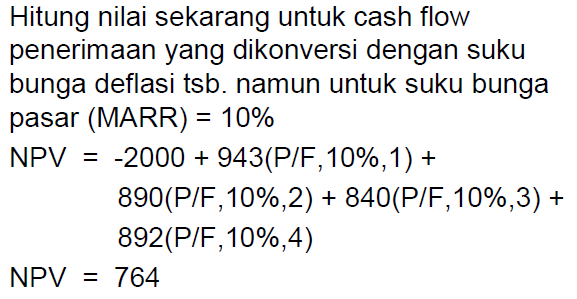 Hitung nilai sekarang untuk cash flow
penerimaan yang dikonversi dengan suku
bunga deflasi tsb. namun untuk suku bunga
pasar (MARR) = 10%
NPV = -2000 + 943(P/F,10%,1) +
890(P/F,10%,2) + 840(P/F,10%,3) +
892(P/F,10%,4)
NPV = 764